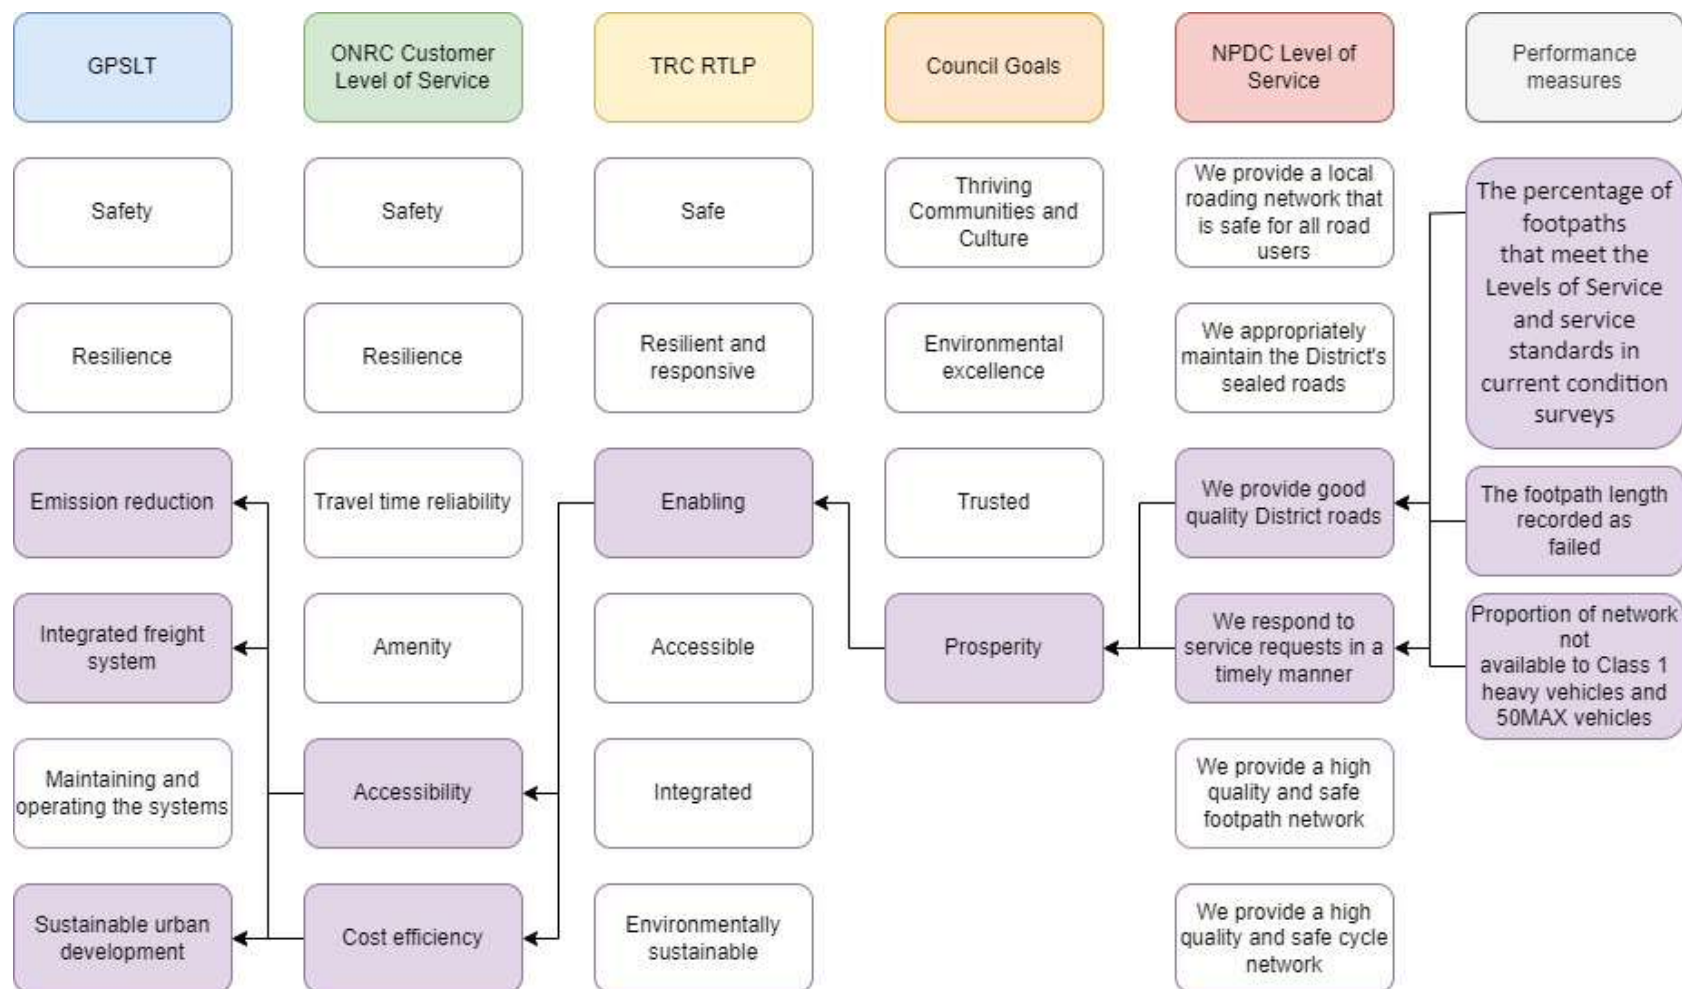 GPSLT
ONRC Customer
Level of Service
TRC RTLP
Council Goals
NPDC Level of
Service
Performance
measures
Safety
Safety
Safe
Thriving
Communities and
Culture
We provide a local
roading network that
is safe for all road
users
The percentage of
footpaths
that meet the
Levels of Service
and service
standards in
current condition
surveys
Resilience
Resilience
Resilient and
responsive
Environmental
excellence
We appropriately
maintain the District's
sealed roads
Emission reduction
Travel time reliability
Enabling
Trusted
We provide good
quality District roads
The footpath length
recorded as
failed
Integrated freight
system
Amenity
Accessible
Prosperity
We respond to
service requests in a
timely manner
Proportion of network
not
available to Class 1
heavy vehicles and
50MAX vehicles
Maintaining and
operating the systems
Accessibility
Integrated
We provide a high
quality and safe
footpath network
Sustainable urban
development
Cost efficiency
Environmentally
sustainable
We provide a high
quality and safe cycle
network